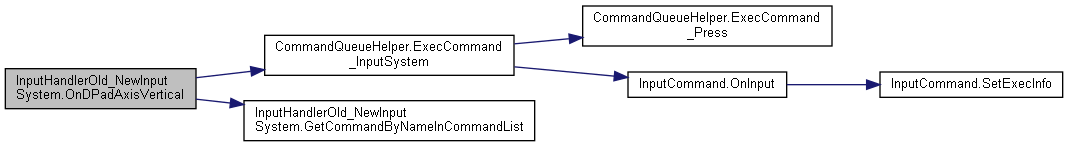 InputHandlerOld_NewInput
System.OnDPadAxisVertical
CommandQueueHelper.ExecCommand
_InputSystem
CommandQueueHelper.ExecCommand
_Press
InputCommand.OnInput
InputCommand.SetExecInfo
InputHandlerOld_NewInput
System.GetCommandByNameInCommandList